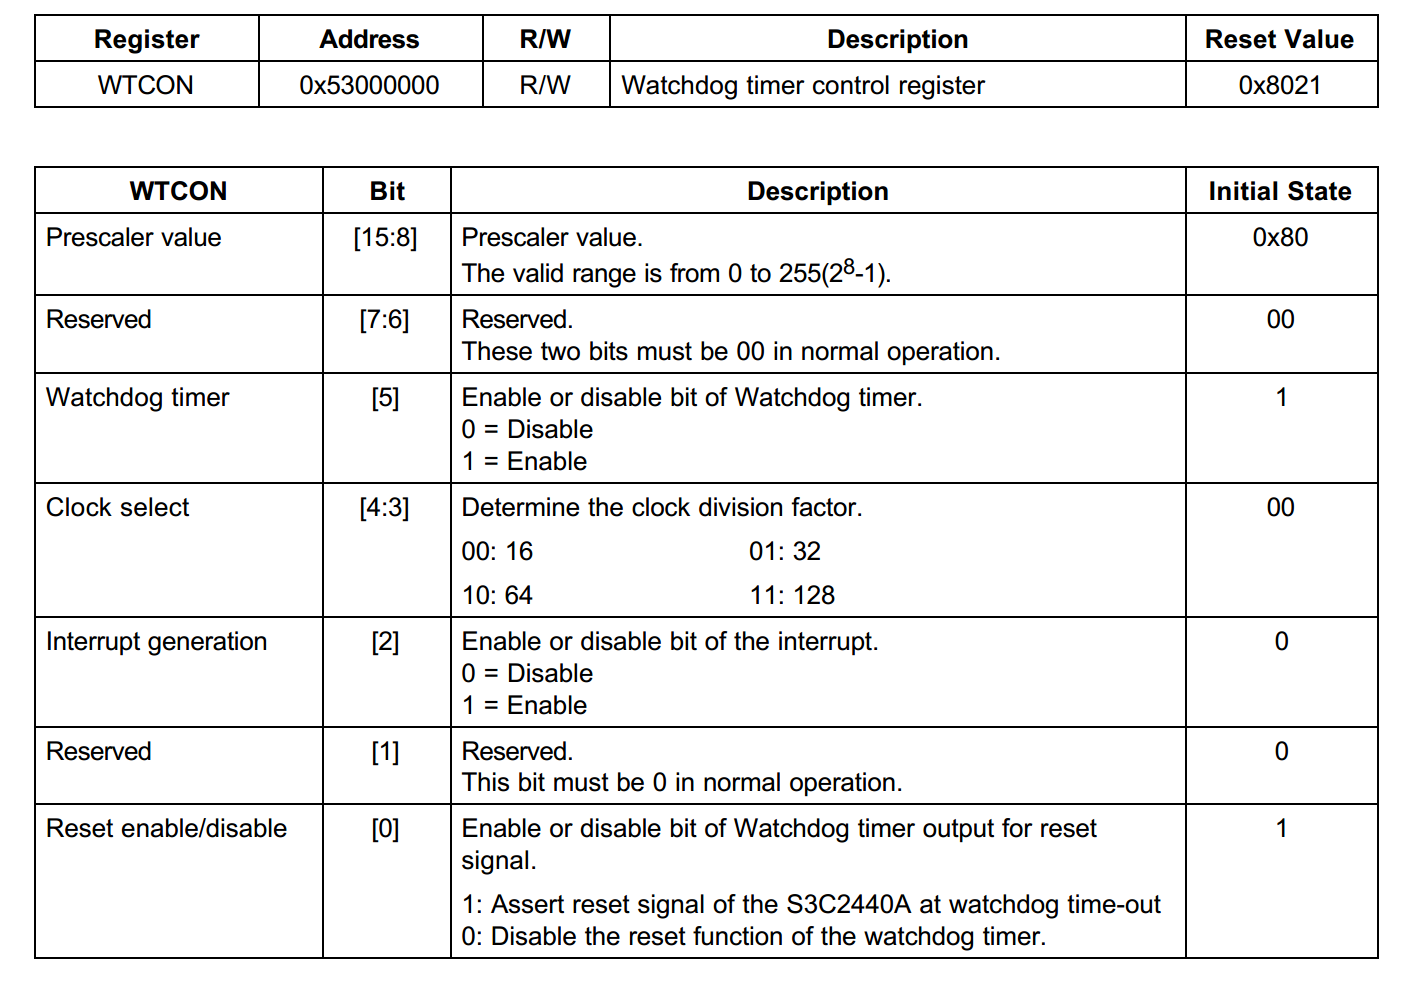 Register Address R/W Description Reset Value
WTCON 0x53000000 R/W Watchdog timer control register 0x8021
WTCON Bit Description Initial State
Prescaler value [15:8] Prescaler value. 0x80
The valid range is from 0 to 255(2⁸-1).
Reserved [7:6] Reserved. 00
These two bits must be 00 in normal operation.
Watchdog timer [5] Enable or disable bit of Watchdog timer. 1
0 = Disable
1 = Enable
Clock select [4:3] Determine the clock division factor. 00
00: 16 01: 32
10: 64 11: 128
Interrupt generation [2] Enable or disable bit of the interrupt. 0
0 = Disable
1 = Enable
Reserved [1] Reserved. 0
This bit must be 0 in normal operation.
Reset enable/disable [0] Enable or disable bit of Watchdog timer output for reset 1
signal.
1: Assert reset signal of the S3C2440A at watchdog time-out
0: Disable the reset function of the watchdog timer.